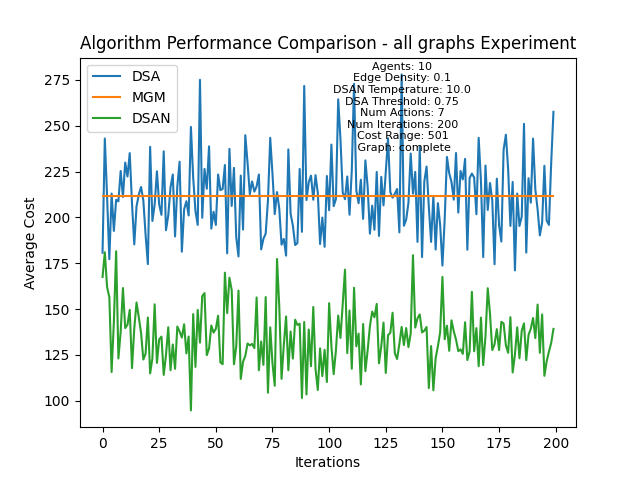 Algorithm Performance Comparison - all graphs Experiment
DSA
MGM
DSAN
Agents: 10
Edge Density: 0.1
DSAN Temperature: 10.0
DSA Threshold: 0.75
Num Actions: 7
Num Iterations: 200
Cost Range: 501
Graph: complete
Average Cost
275
250
225
200
175
150
125
100
0
25
50
75
100
125
150
175
200
Iterations